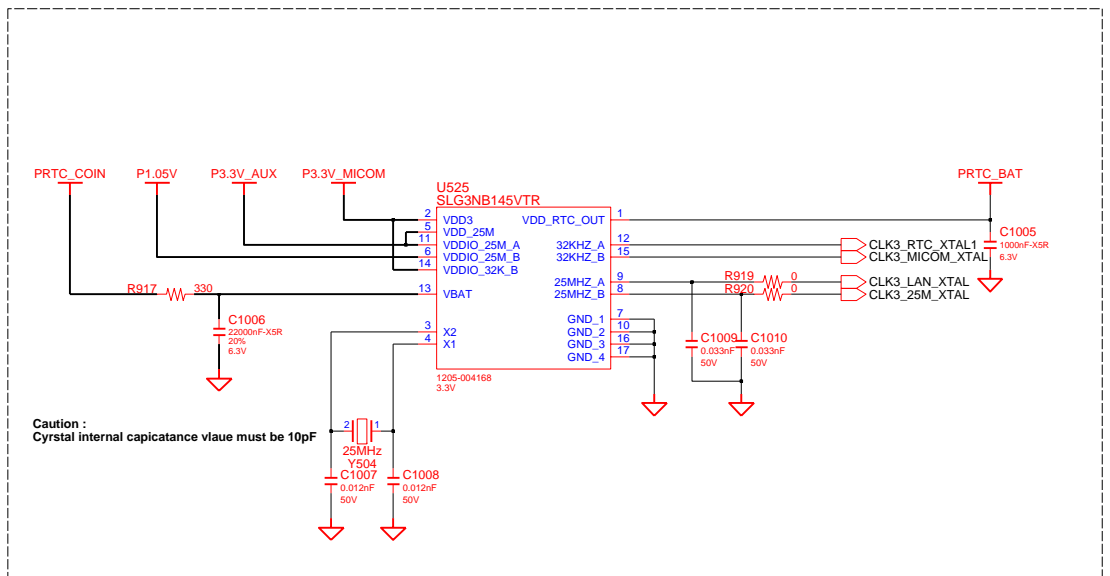 PRTC_COIN
P1.05V
P3.3V_AUX
P3.3V_MICOM
PRTC_BAT
U525
SLG3NB145VTR
2 VDD3
5 VDD_25M
11 VDDIO_25M_A
6 VDDIO_25M_B
14 VDDIO_32K_B
13 VBAT
3 X2
4 X1
VDD_RTC_OUT 1
32KHZ_A 12
32KHZ_B 15
25MHZ_A 9
25MHZ_B 8
GND_1 7
GND_2 10
GND_3 16
GND_4 17
1205-004168
3.3V
R917 330
C1006
22000nF-X5R
20%
6.3V
C1005
1000nF-X5R
6.3V
CLK3_RTC_XTAL1
CLK3_MICOM_XTAL
R919 0 CLK3_LAN_XTAL
R920 0 CLK3_25M_XTAL
C1009
0.033nF
50V
C1010
0.033nF
50V
Caution :
Cyrstal internal capicatance vlaue must be 10pF
2 1
25MHz
Y504
C1007
0.012nF
50V
C1008
0.012nF
50V